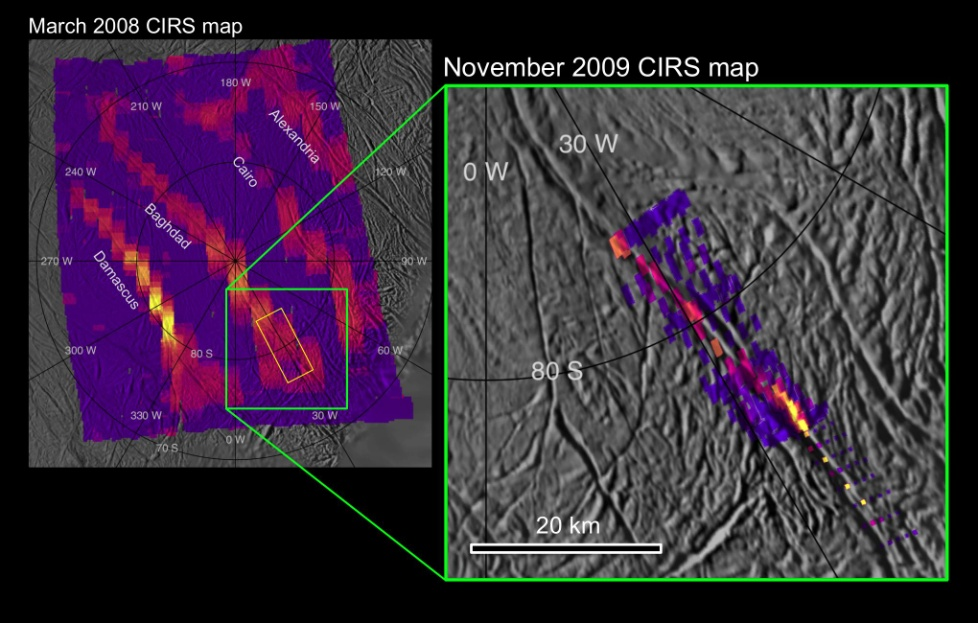 March 2008 CIRS map
180 W
210 W
150 W
Alexandria
Cairo
240 W
120 W
Baghdad
270 W
90 W
Damascus
300 W
80 S
60 W
330 W
30 W
70 S
0 W
November 2009 CIRS map
30 W
0 W
80 S
20 km